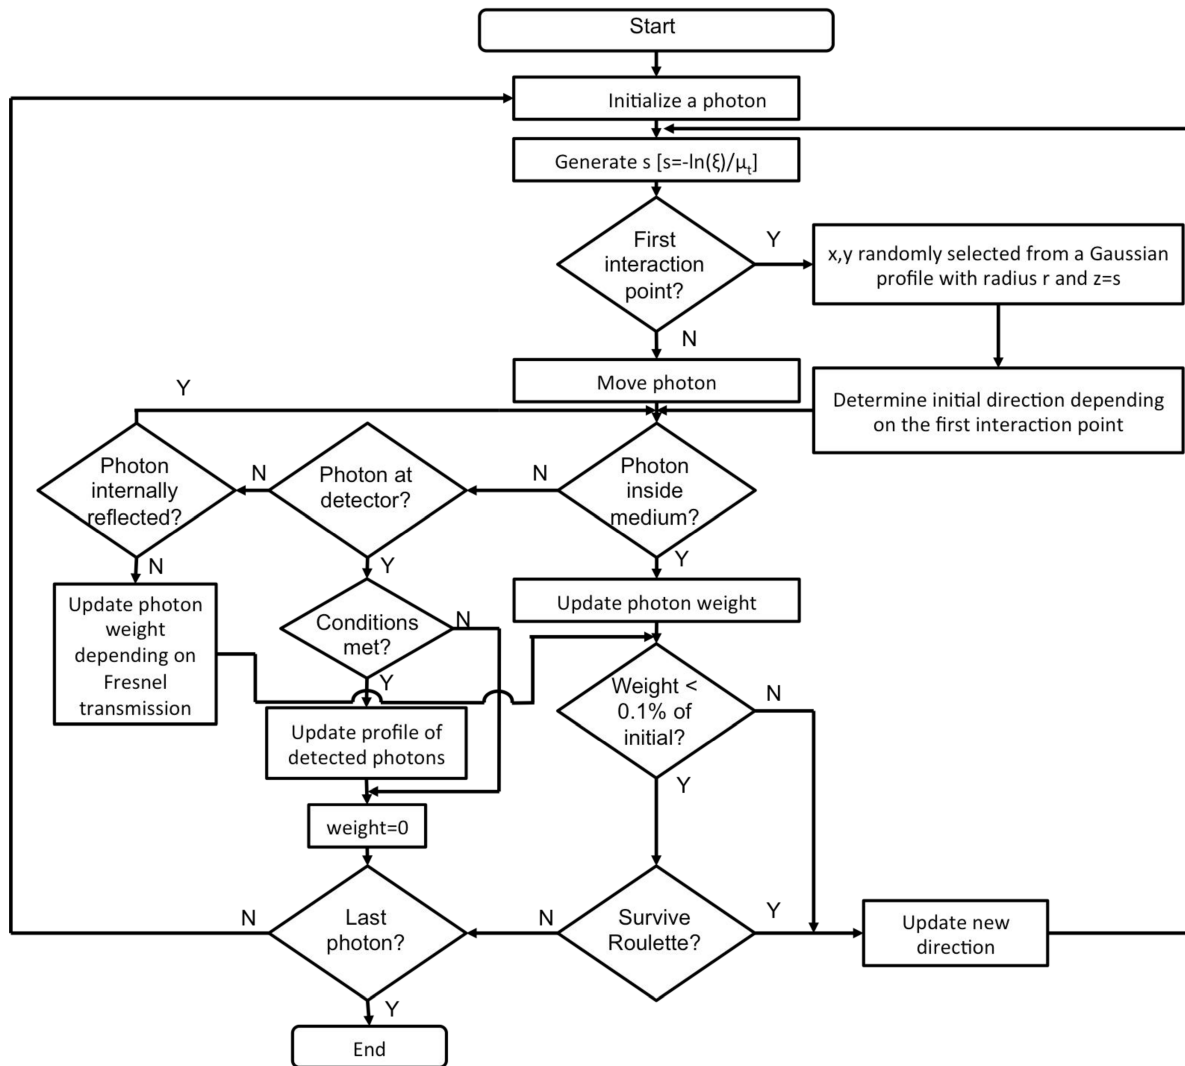 Start
Initialize a photon
Generate s [s=-ln(ξ)/μt]
First
interaction
point?
Y
x,y randomly selected from a Gaussian
profile with radius r and z=s
N
Move photon
Determine initial direction depending
on the first interaction point
Y
Photon
internally
reflected?
N
Photon at
detector?
N
Photon
inside
medium?
N
Y
Y
Update photon
weight
depending on
Fresnel
transmission
Conditions
met?
N
Update photon weight
Y
Weight <
0.1% of
initial?
N
Update profile of
detected photons
Y
weight=0
N
Last
photon?
N
Survive
Roulette?
Y
Update new
direction
Y
End